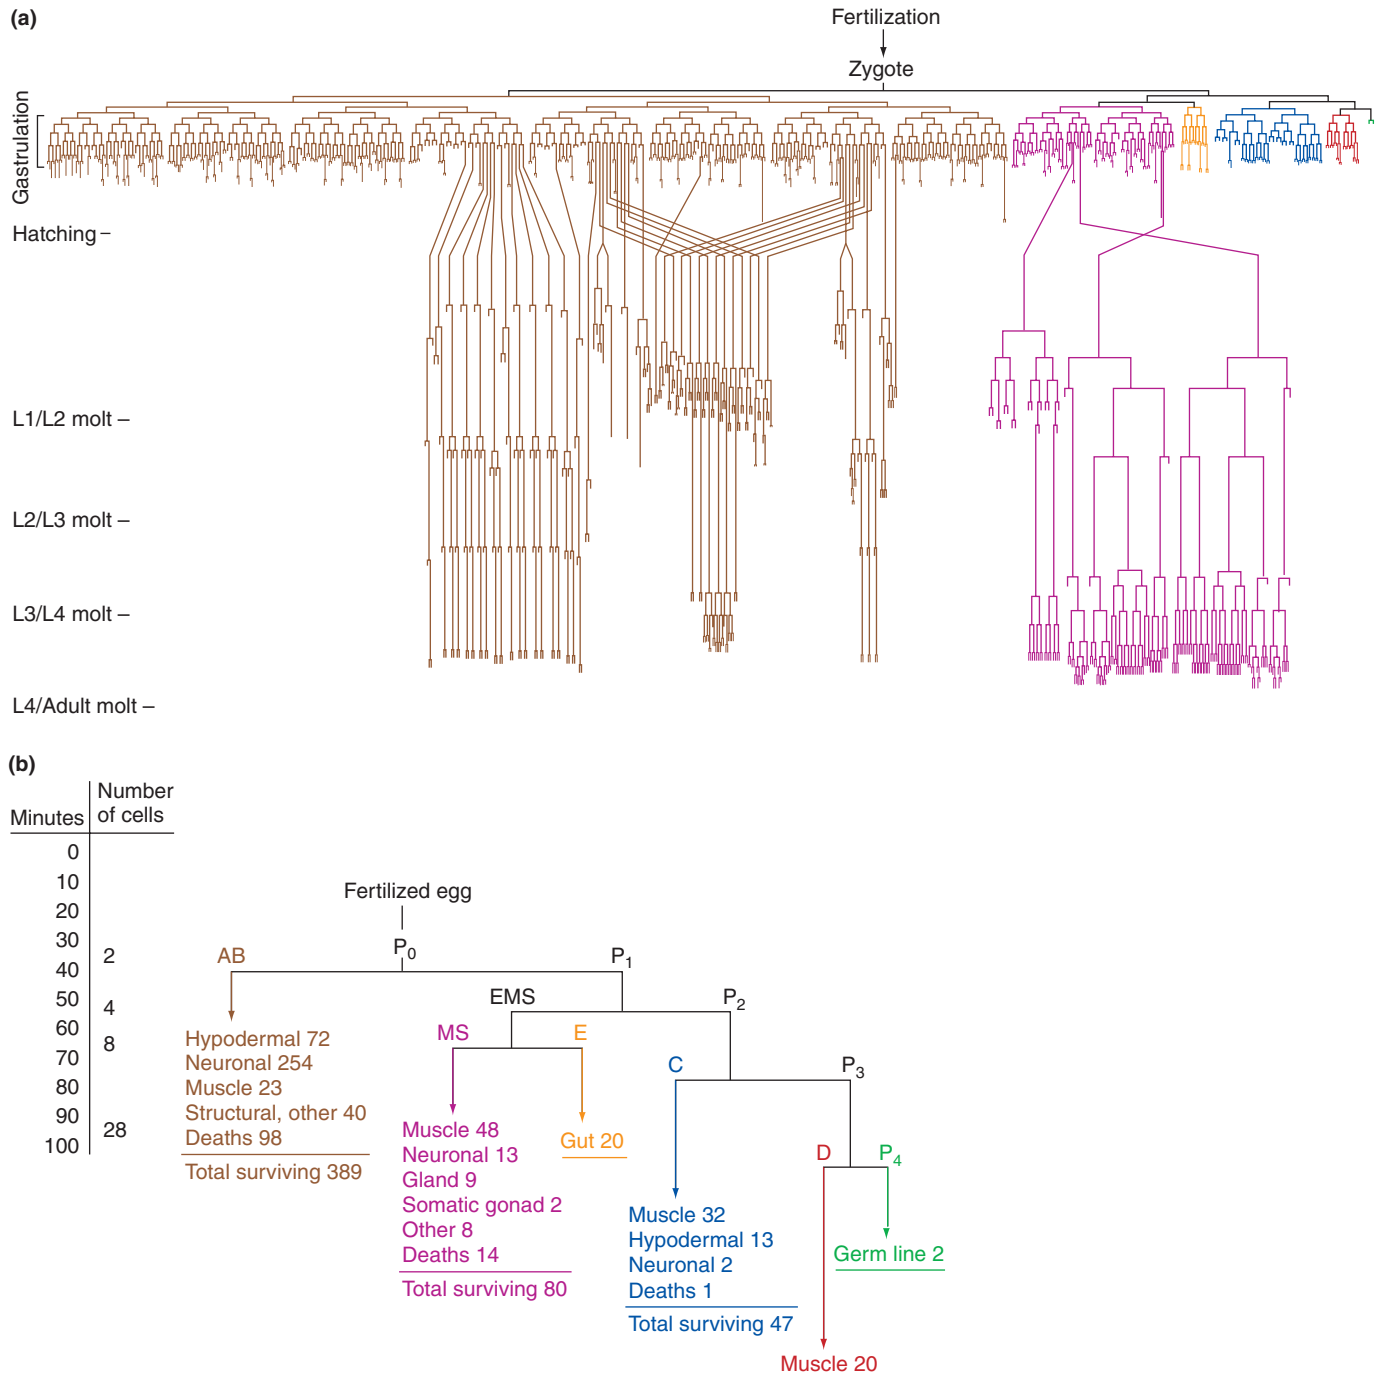 (a)
Fertilization
Zygote
Gastrulation
Hatching –
L1/L2 molt –
L2/L3 molt –
L3/L4 molt –
L4/Adult molt –
(b)
Minutes
Number
of cells
0
10
20
30
40
50
60
70
80
90
100
2
4
8
28
Fertilized egg
P0
AB
P1
EMS
P2
MS
E
C
P3
D
P4
Hypodermal 72
Neuronal 254
Muscle 23
Structural, other 40
Deaths 98
Total surviving 389
Muscle 48
Neuronal 13
Gland 9
Somatic gonad 2
Other 8
Deaths 14
Total surviving 80
Gut 20
Muscle 32
Hypodermal 13
Neuronal 2
Deaths 1
Total surviving 47
Germ line 2
Muscle 20